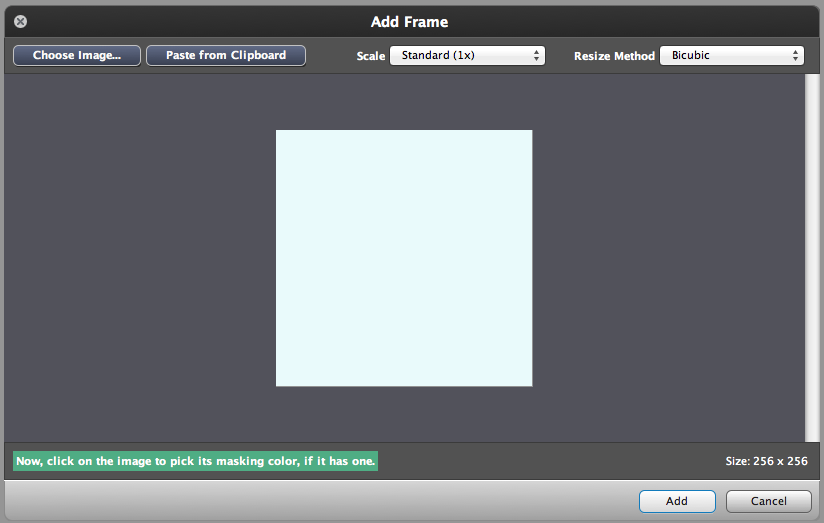 Add Frame
Choose Image...
Paste from Clipboard
Scale
Standard (1x)
Resize Method
Bicubic
Now, click on the image to pick its masking color, if it has one.
Size: 256 x 256
Add
Cancel